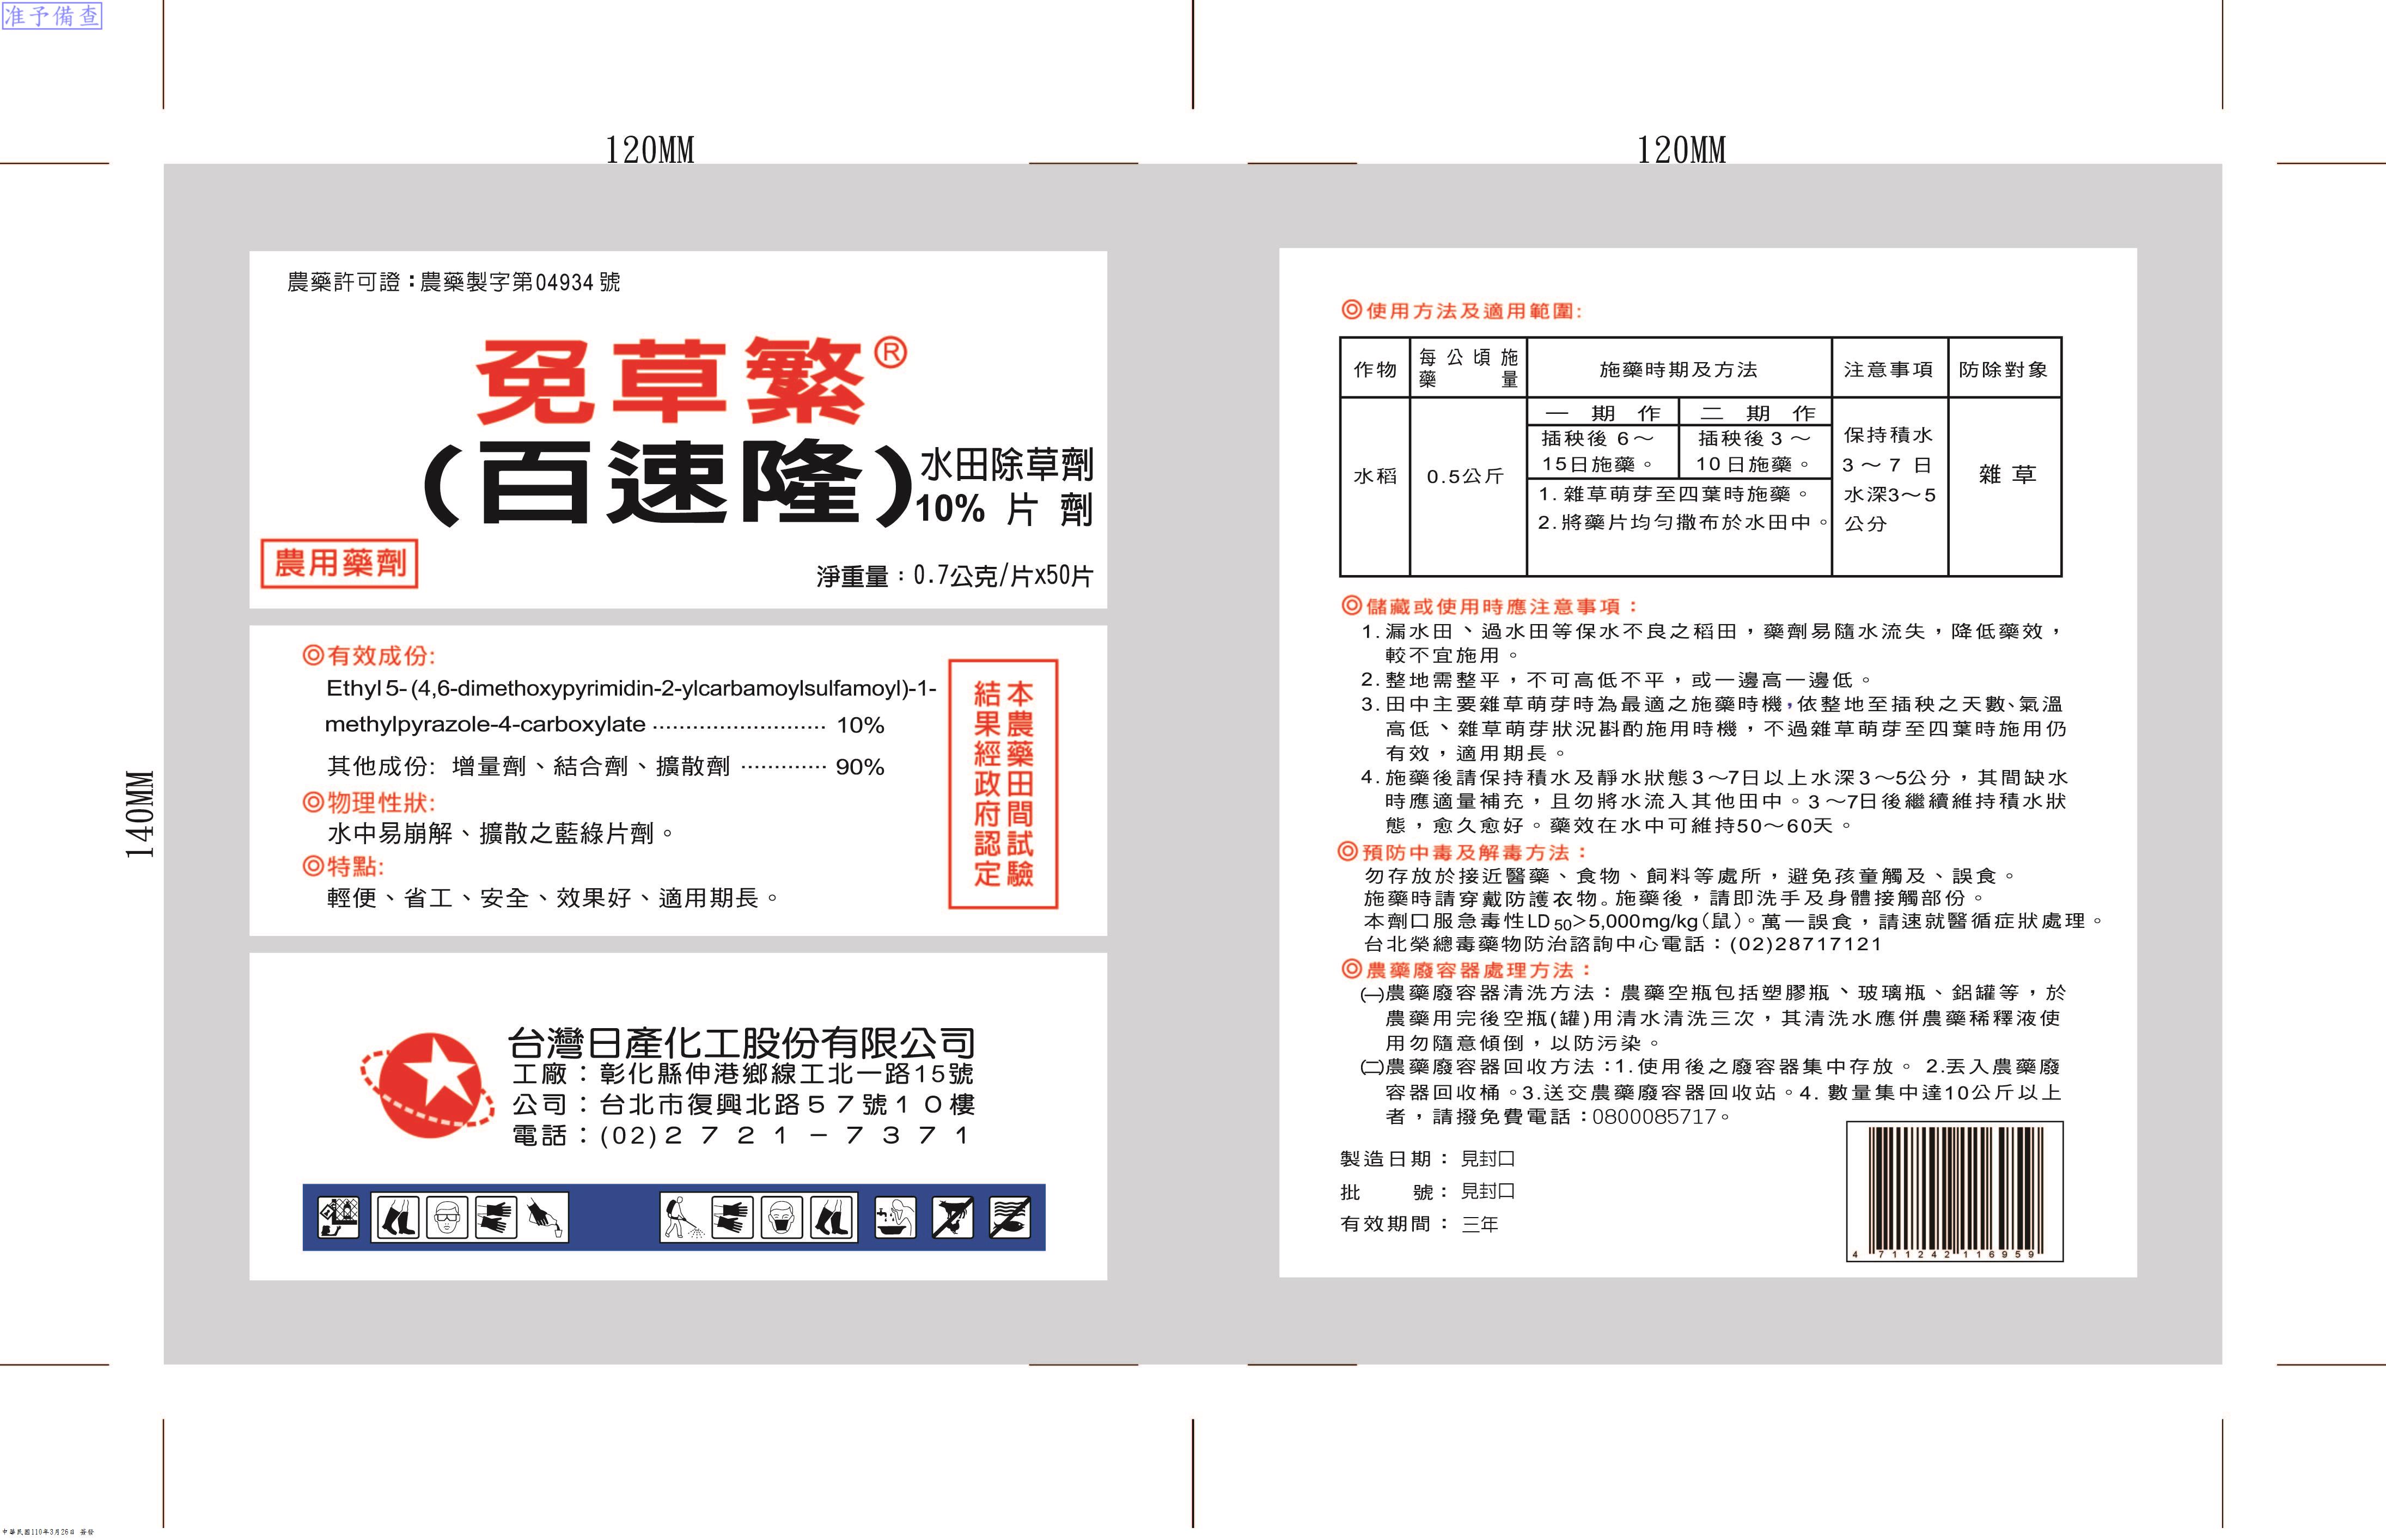 准予備查
120MM
120MM
140MM
農藥許可證：農藥製字第04934號
免草繁®
(百速隆)
水田除草劑
10% 片劑
農用藥劑
淨重量：0.7公克/片x50片
◎有效成份:
Ethyl 5- (4,6-dimethoxypyrimidin-2-ylcarbamoylsulfamoyl)-1-
methylpyrazole-4-carboxylate ························ 10%
其他成份: 增量劑、結合劑、擴散劑 ············ 90%
◎物理性狀:
水中易崩解、擴散之藍綠片劑。
◎特點:
輕便、省工、安全、效果好、適用期長。
本農藥田間試驗
結果經政府認定
台灣日產化工股份有限公司
工廠：彰化縣伸港鄉線工北一路15號
公司：台北市復興北路57號10樓
電話：(02)2721-7371
◎使用方法及適用範圍:
作物
每公頃施
藥量
施藥時期及方法
注意事項
防除對象
水稻
0.5公斤
一期作
二期作
插秧後 6～
15日施藥。
插秧後 3 ～
10日施藥。
1. 雜草萌芽至四葉時施藥。
2. 將藥片均勻撒布於水田中。
保持積水
3～7日
水深3～5
公分
雜草
◎儲藏或使用時應注意事項：
1. 漏水田、過水田等保水不良之稻田，藥劑易隨水流失，降低藥效，
較不宜施用。
2. 整地需整平，不可高低不平，或一邊高一邊低。
3. 田中主要雜草萌芽時為最適之施藥時機，依整地至插秧之天數、氣溫
高低、雜草萌芽狀況斟酌施用時機，不過雜草萌芽至四葉時施用仍
有效，適用期長。
4. 施藥後請保持積水及靜水狀態3～7日以上水深3～5公分，其間缺水
時應適量補充，且勿將水流入其他田中。3～7日後繼續維持積水狀
態，愈久愈好。藥效在水中可維持50～60天。
◎預防中毒及解毒方法：
勿存放於接近醫藥、食物、飼料等處所，避免孩童觸及、誤食。
施藥時請穿戴防護衣物。施藥後，請即洗手及身體接觸部份。
本劑口服急毒性LD50>5,000mg/kg(鼠)。萬一誤食，請速就醫循症狀處理。
台北榮總毒藥物防治諮詢中心電話：(02)28717121
◎農藥廢容器處理方法：
㈠農藥廢容器清洗方法：農藥空瓶包括塑膠瓶、玻璃瓶、鋁罐等，於
農藥用完後空瓶(罐)用清水清洗三次，其清洗水應併農藥稀釋液使
用勿隨意傾倒，以防污染。
㈡農藥廢容器回收方法：1.使用後之廢容器集中存放。 2.丟入農藥廢
容器回收桶。3.送交農藥廢容器回收站。4. 數量集中達10公斤以上
者，請撥免費電話：0800085717。
製造日期：見封口
批號：見封口
有效期間：三年
4 711242 116959
中華民國110年3月26日 簽發